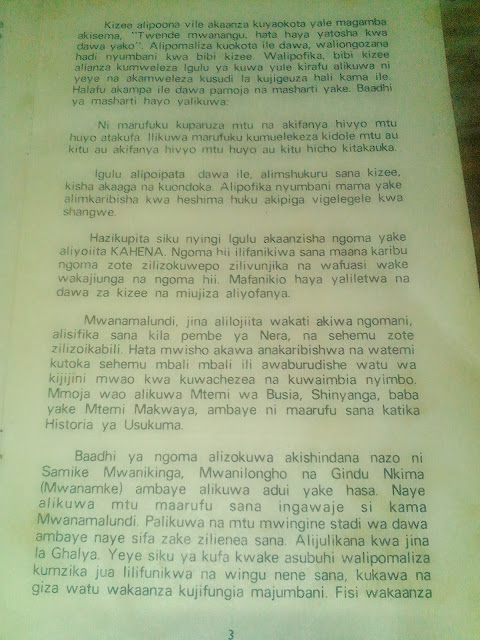 Kizee alipoona vile akaanza kuyaokota yale magamba
akisema, "Twende mwanangu, hata haya yatosha kwa
dawa yako". Alipomaliza kuokota ile dawa, waliongozana
hadi nyumbani kwa bibi kizee. Walipofika, bibi kizee
alianza kumweleza Igulu ya kuwa yule kirafu alikuwa ni
yeye na akamweleza kusudi la kujigeuza hali kama ile.
Halafu akampa ile dawa pamoja na masharti yake. Baadhi
ya masharti hayo yalikuwa:
Ni marufuku kuparuza mtu na akifanya hivyo mtu
huyo atakufa. Ilikuwa marufuku kumuelekeza kidole mtu au
kitu au akifanya hivyo mtu huyo au kitu hicho kitakauka.
Igulu alipoipata dawa ile, alimshukuru sana kizee,
kisha akaaga na kuondoka. Alipofika nyumbani mama yake
alimkaribisha kwa heshima huku akipiga vigelegele kwa
shangwe.
Hazikupita siku nyingi Igulu akaanzisha ngoma yake
aliyoiita KAHENA. Ngoma hii ilifanikiwa sana maana karibu
ngoma zote zilizokuwepo zilivunjika na wafuasi wake
wakajiunga na ngoma hii. Mafanikio haya yaliletwa na
dawa za kizee na miujiza aliyofanya.
Mwanamalundi, jina alilojiita wakati akiwa ngomani,
alisifika sana kila pembe ya Nera, na sehemu zote
zilizoikabili. Hata mwisho akawa anakaribishwa na watemi
kutoka sehemu mbali mbali ili awaburudishe watu wa
kijijini mwao kwa kuwachezea na kuwaimbia nyimbo.
Mmoja wao alikuwa Mtemi wa Busia, Shinyanga, baba
yake Mtemi Makwaya, ambaye ni maarufu sana katika
Historia ya Usukuma.
Baadhi ya ngoma alizokuwa akishindana nazo ni
Samike Mwanikinga, Mwanilongho na Gindu Nkima
(Mwanamke) ambaye alikuwa adui yake hasa. Naye
alikuwa mtu maarufu sana ingawaje si kama
Mwanamalundi. Palikuwa na mtu mwingine stadi wa dawa
ambaye naye sifa zake zilienea sana. Alijulikana kwa jina
la Ghalya. Yeye siku ya kufa kwake asubuhi walipomaliza
kumzika jua lilifunikwa na wingu nene sana, kukawa na
giza watu wakaanza kujifungia majumbani. Fisi wakaanza
3